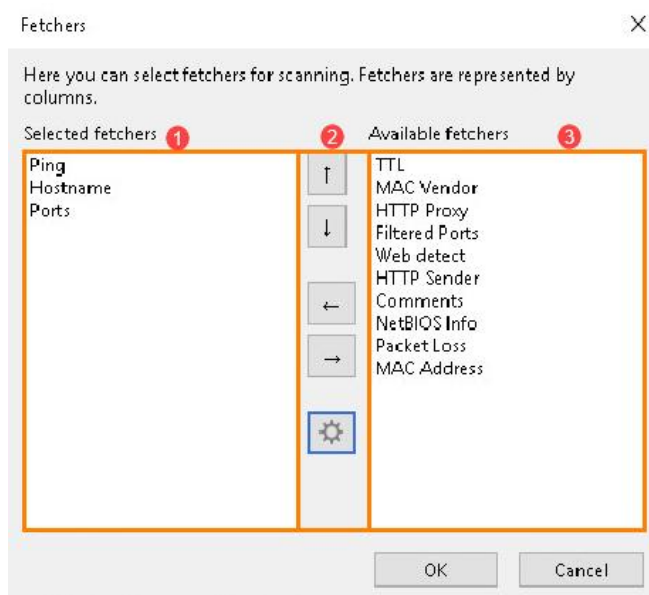 Fetchers
Here you can select fetchers for scanning. Fetchers are represented by
columns.
Selected fetchers 1
2
Available fetchers 3
Ping
Hostname
Ports
↑
↓
←
→
TTL
MAC Vendor
HTTP Proxy
Filtered Ports
Web detect
HTTP Sender
Comments
NetBIOS Info
Packet Loss
MAC Address
OK
Cancel